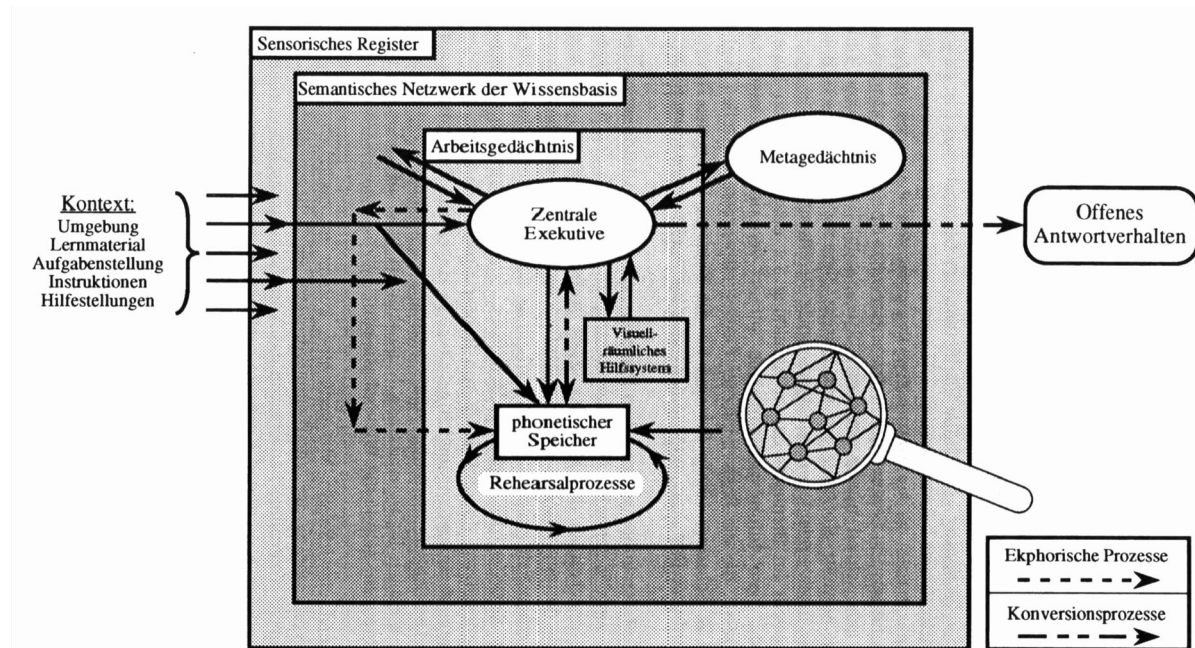 Sensorisches Register
Semantisches Netzwerk der Wissensbasis
Arbeitsgedächtnis
Metagedächtnis
Kontext:
Umgebung
Lernmaterial
Aufgabenstellung
Instruktionen
Hilfestellungen
Zentrale
Exekutive
Offenes
Antwortverhalten
Visuell-
räumliches
Hilfssystem
phonetischer
Speicher
Rehearsalprozesse
Ekphorische Prozesse
Konversionsprozesse